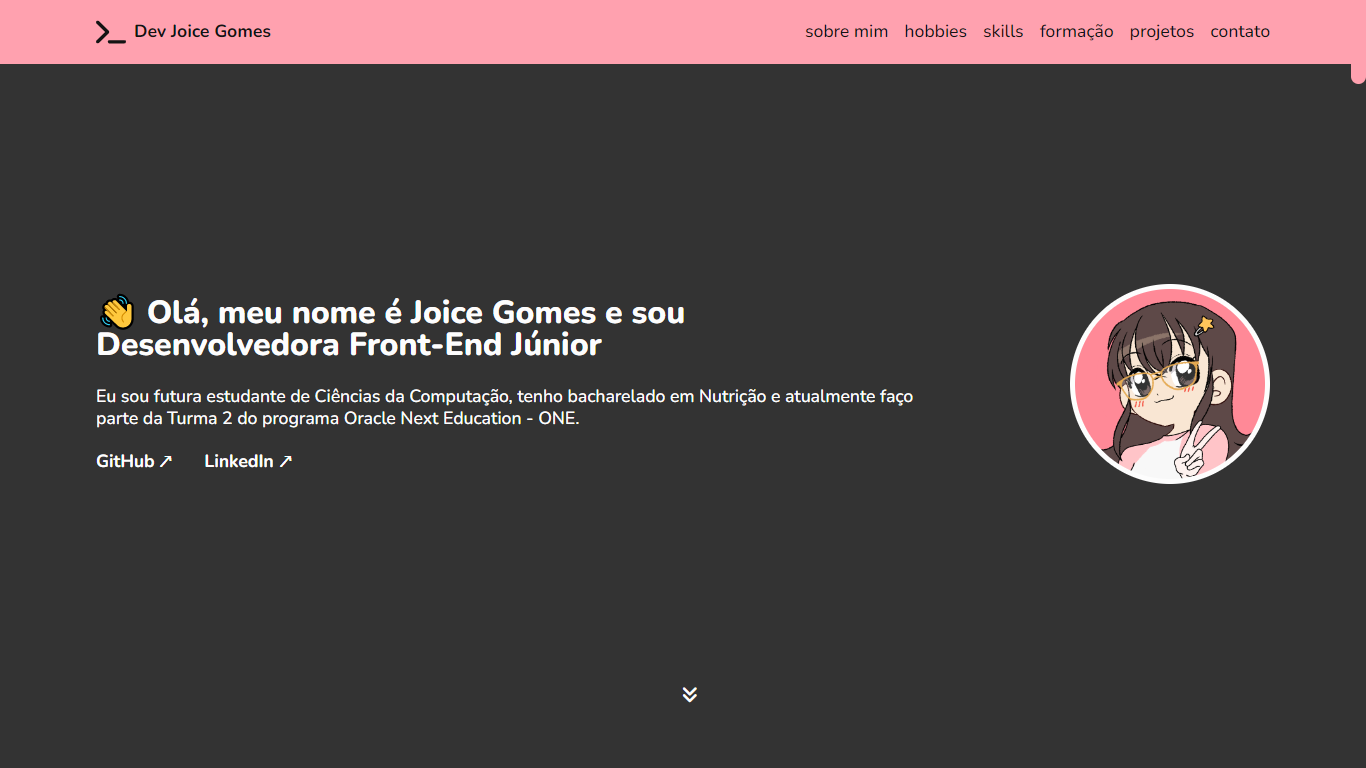 Dev Joice Gomes
sobre mim hobbies skills formação projetos contato
👋 Olá, meu nome é Joice Gomes e sou
Desenvolvedora Front-End Júnior
Eu sou futura estudante de Ciências da Computação, tenho bacharelado em Nutrição e atualmente faço
parte da Turma 2 do programa Oracle Next Education - ONE.
GitHub ↗ LinkedIn ↗